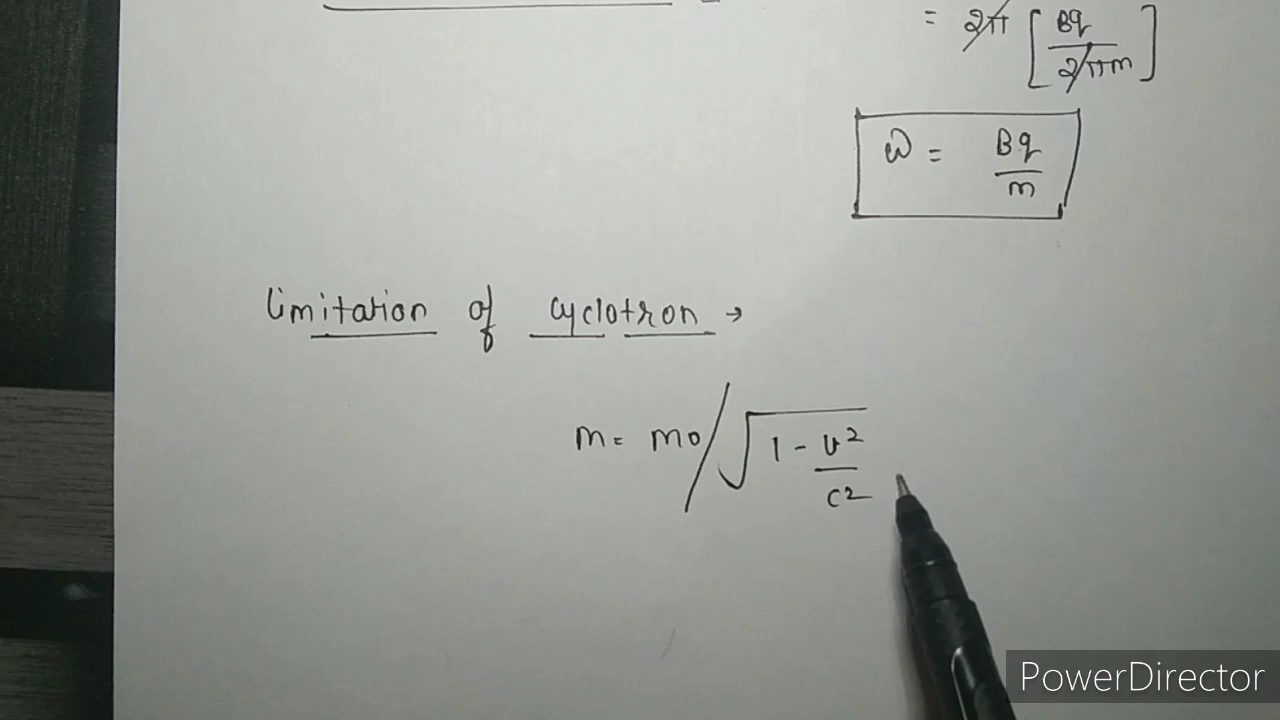 = 2π [Bq / 2πm]
ω = Bq / m
Limitation of cyclotron →
m = m0 / √1 - v² / c²
PowerDirector